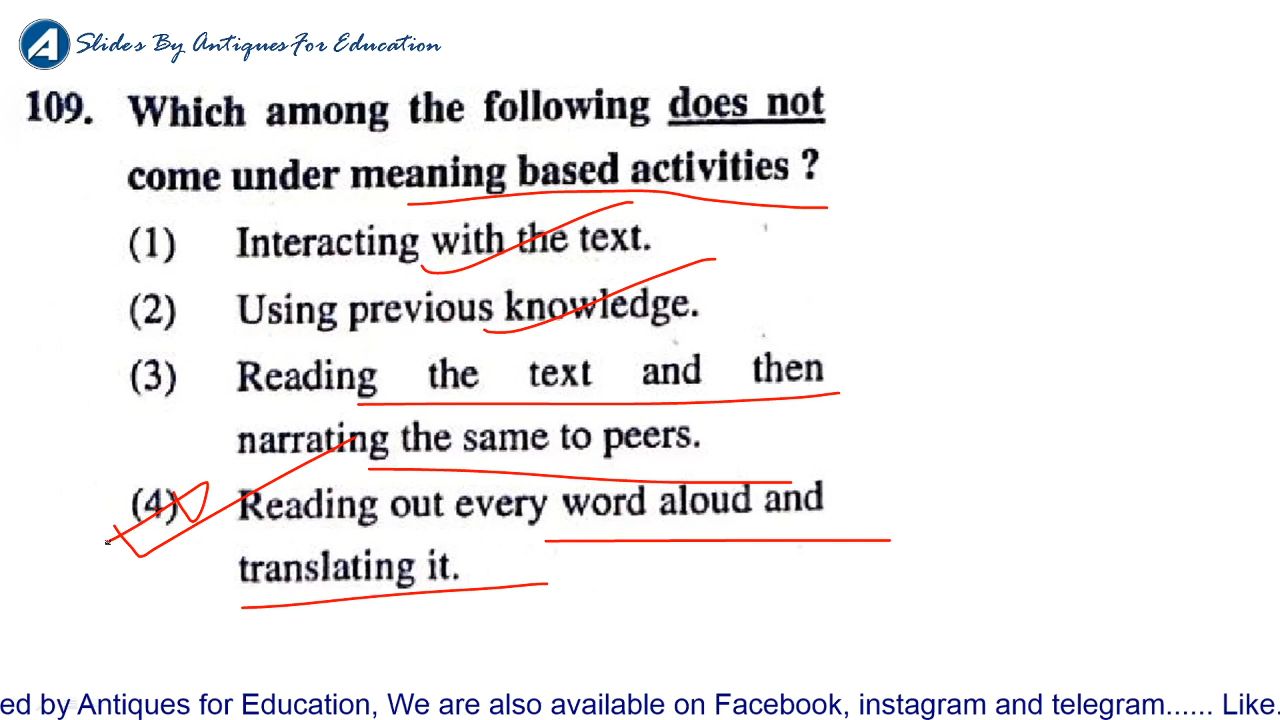 Slides By AntiquesFor Education
109. Which among the following does not
come under meaning based activities ?
(1) Interacting with the text.
(2) Using previous knowledge.
(3) Reading the text and then
narrating the same to peers.
(4) Reading out every word aloud and
translating it.
ed by Antiques for Education, We are also available on Facebook, instagram and telegram...... Like.